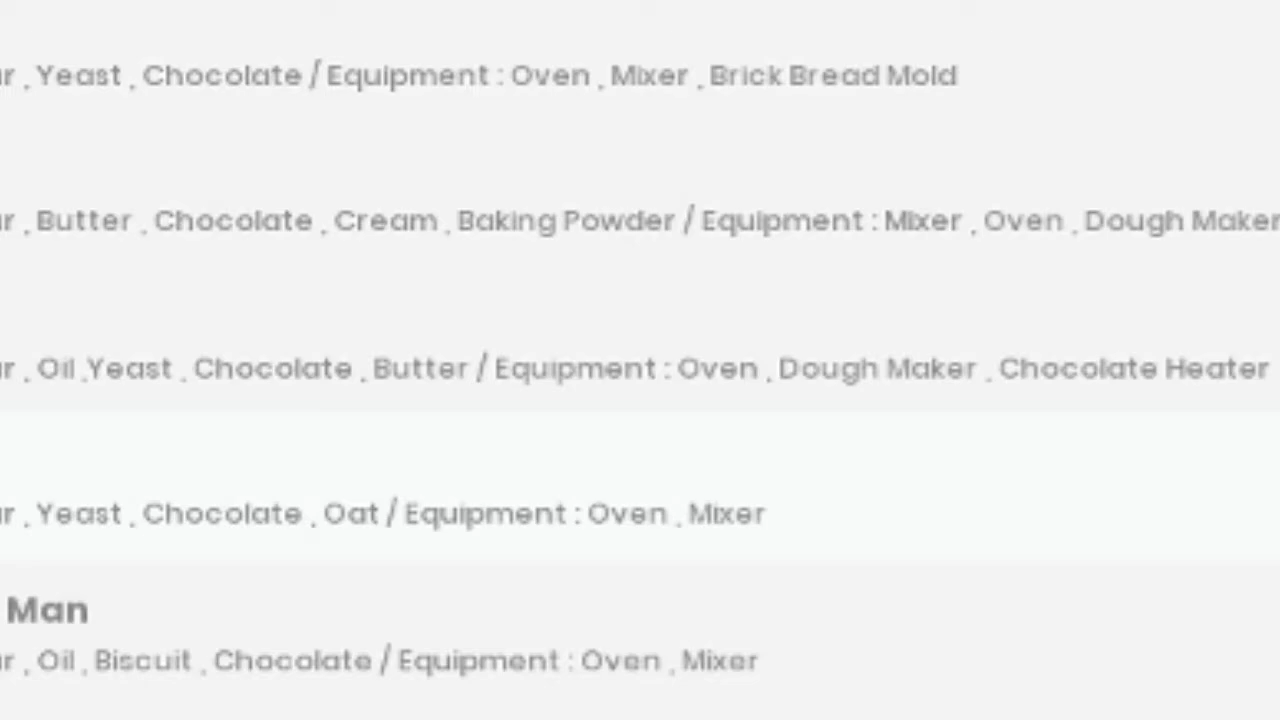 r , Yeast , Chocolate / Equipment : Oven , Mixer , Brick Bread Mold
r , Butter , Chocolate , Cream , Baking Powder / Equipment : Mixer , Oven , Dough Maker
r , Oil ,Yeast , Chocolate , Butter / Equipment : Oven , Dough Maker , Chocolate Heater
r , Yeast , Chocolate , Oat / Equipment : Oven , Mixer
Man
r , Oil , Biscuit , Chocolate / Equipment : Oven , Mixer